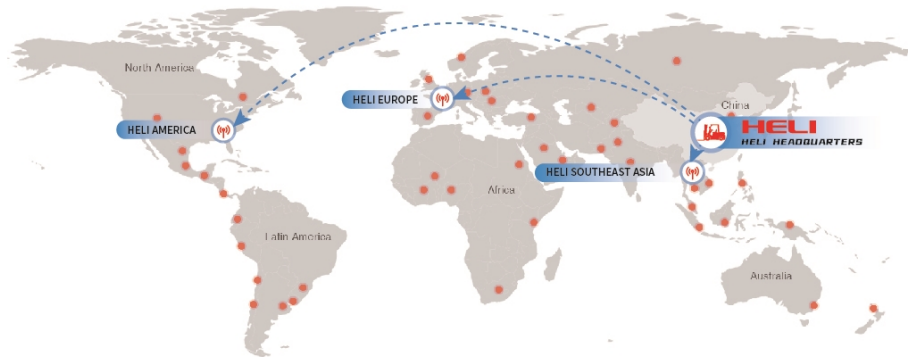 North America
HELI EUROPE
China
HELI AMERICA
HELI
HELI HEADQUARTERS
HELI SOUTHEAST ASIA
Africa
Latin America
Australia